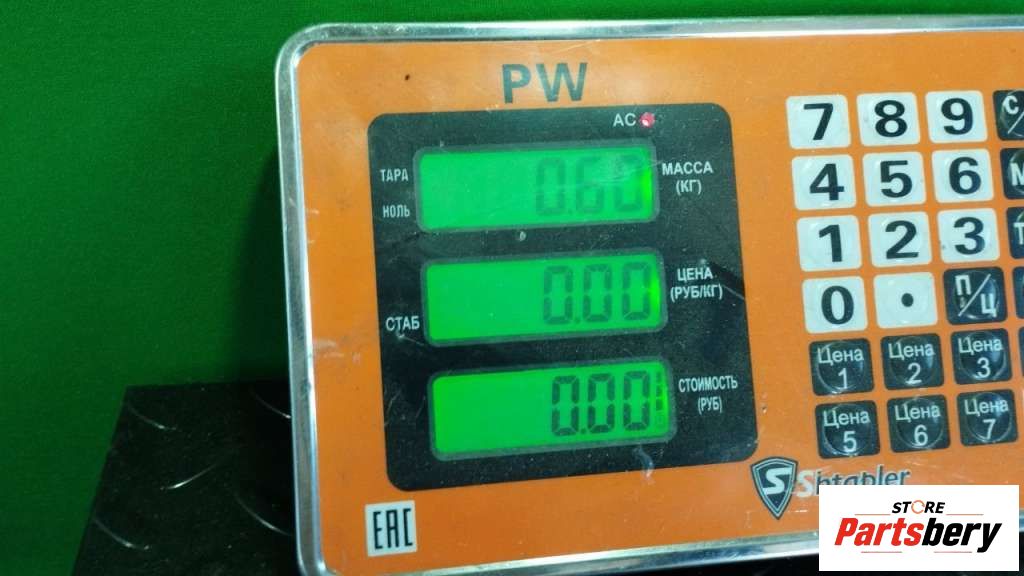 PW
AC
ТАРА
НОЛЬ
0.60
МАССА
(КГ)
СТАБ
0.00
ЦЕНА
(РУБ/КГ)
0.00
СТОИМОСТЬ
(РУБ)
7 8 9 С/
4 5 6
1 2 3
0 . П/Ц
Цена 1 Цена 2 Цена 3
Цена 5 Цена 6 Цена 7
S Shtapler
EAC
STORE
Partsbery